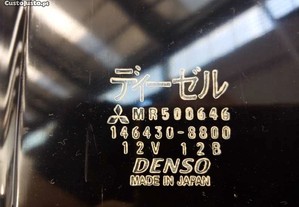 CustoJusto.pt
ディーゼル
MR500646
146430-8800
12V 12B
DENSO
MADE IN JAPAN